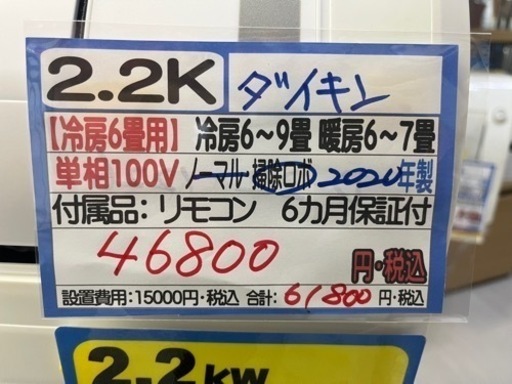 2.2K ダイキン
【冷房6畳用】 冷房6～9畳 暖房6～7畳
単相100V ノーマル 掃除ロボ 2020年製
付属品：リモコン 6カ月保証付
46800 円・税込
設置費用：15000円・税込 合計：61800円・税込
2.2kw